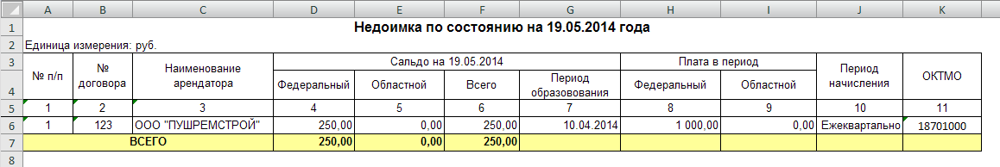 A B C D E F G H I J K
1 Недоимка по состоянию на 19.05.2014 года
2 Единица измерения: руб.
3 № п/п № договора Наименование арендатора Сальдо на 19.05.2014 Плата в период Период начисления ОКТМО
4 Федеральный Областной Всего Период образовования Федеральный Областной
5 1 2 3 4 5 6 7 8 9 10 11
6 1 123 ООО "ПУШРЕМСТРОЙ" 250,00 0,00 250,00 10.04.2014 1 000,00 0,00 Ежеквартально 18701000
7 ВСЕГО 250,00 0,00 250,00
8